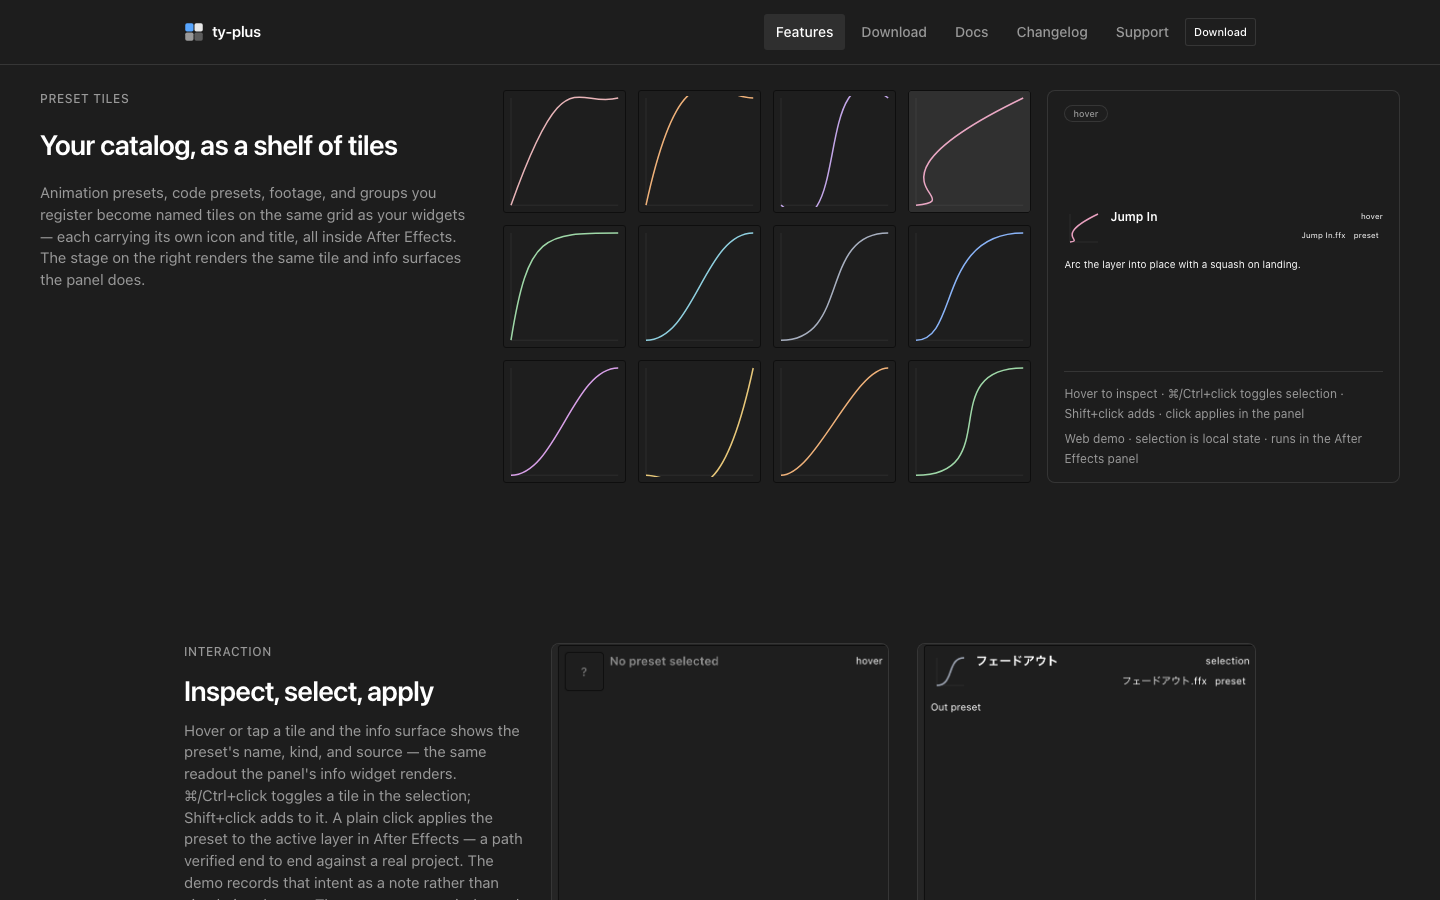 ty-plus
Features
Download
Docs
Changelog
Support
Download
PRESET TILES
Your catalog, as a shelf of tiles
Animation presets, code presets, footage, and groups you
register become named tiles on the same grid as your widgets
— each carrying its own icon and title, all inside After Effects.
The stage on the right renders the same tile and info surfaces
the panel does.
hover
Jump In
hover
Jump In.ffx preset
Arc the layer into place with a squash on landing.
Hover to inspect · ⌘/Ctrl+click toggles selection ·
Shift+click adds · click applies in the panel
Web demo · selection is local state · runs in the After
Effects panel
INTERACTION
Inspect, select, apply
Hover or tap a tile and the info surface shows the
preset's name, kind, and source — the same
readout the panel's info widget renders.
⌘/Ctrl+click toggles a tile in the selection;
Shift+click adds to it. A plain click applies the
preset to the active layer in After Effects — a path
verified end to end against a real project. The
demo records that intent as a note rather than
?
No preset selected
hover
フェードアウト
selection
フェードアウト.ffx preset
Out preset